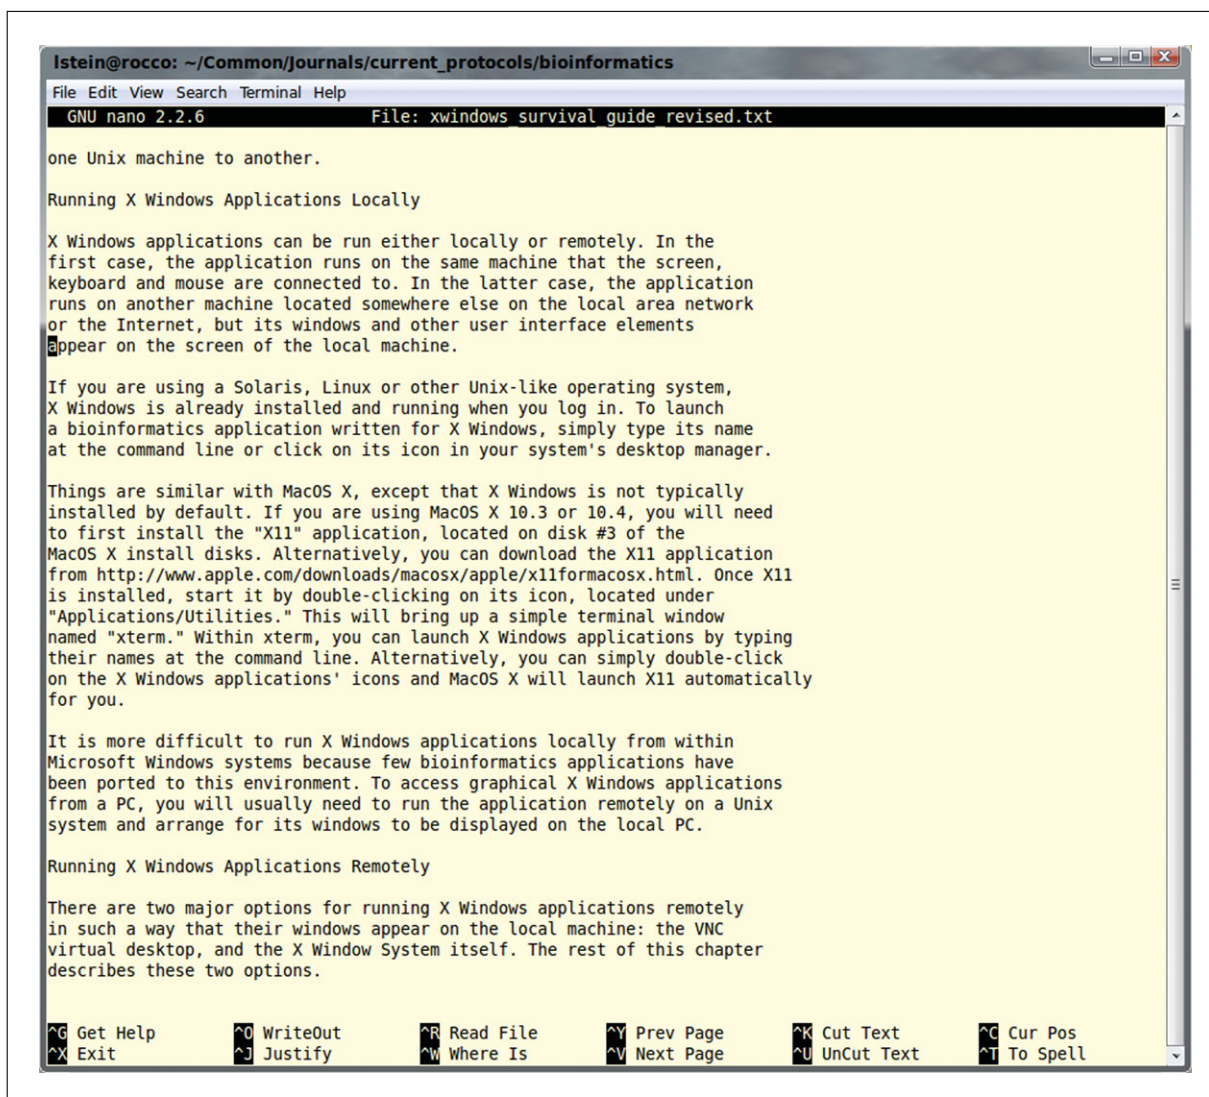 lstein@rocco: ~/Common/Journals/current_protocols/bioinformatics
File Edit View Search Terminal Help
GNU nano 2.2.6 File: xwindows_survival_guide_revised.txt
one Unix machine to another.
Running X Windows Applications Locally
X Windows applications can be run either locally or remotely. In the
first case, the application runs on the same machine that the screen,
keyboard and mouse are connected to. In the latter case, the application
runs on another machine located somewhere else on the local area network
or the Internet, but its windows and other user interface elements
appear on the screen of the local machine.
If you are using a Solaris, Linux or other Unix-like operating system,
X Windows is already installed and running when you log in. To launch
a bioinformatics application written for X Windows, simply type its name
at the command line or click on its icon in your system's desktop manager.
Things are similar with MacOS X, except that X Windows is not typically
installed by default. If you are using MacOS X 10.3 or 10.4, you will need
to first install the "X11" application, located on disk #3 of the
MacOS X install disks. Alternatively, you can download the X11 application
from http://www.apple.com/downloads/macosx/apple/x11formacosx.html. Once X11
is installed, start it by double-clicking on its icon, located under
"Applications/Utilities." This will bring up a simple terminal window
named "xterm." Within xterm, you can launch X Windows applications by typing
their names at the command line. Alternatively, you can simply double-click
on the X Windows applications' icons and MacOS X will launch X11 automatically
for you.
It is more difficult to run X Windows applications locally from within
Microsoft Windows systems because few bioinformatics applications have
been ported to this environment. To access graphical X Windows applications
from a PC, you will usually need to run the application remotely on a Unix
system and arrange for its windows to be displayed on the local PC.
Running X Windows Applications Remotely
There are two major options for running X Windows applications remotely
in such a way that their windows appear on the local machine: the VNC
virtual desktop, and the X Window System itself. The rest of this chapter
describes these two options.
^G Get Help ^O WriteOut ^R Read File ^Y Prev Page ^K Cut Text ^C Cur Pos
^X Exit ^J Justify ^W Where Is ^V Next Page ^U UnCut Text ^T To Spell